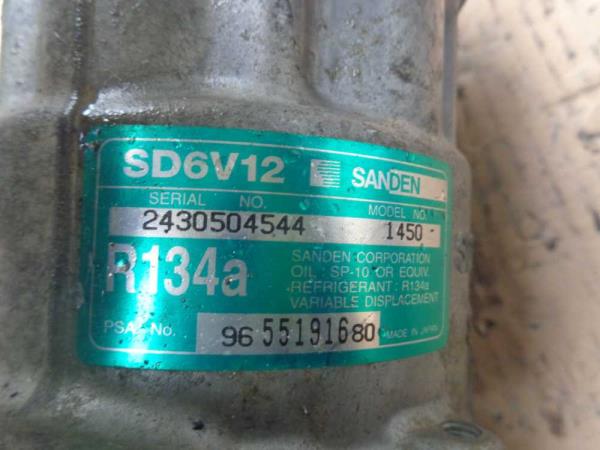 SD6V12 SANDEN
SERIAL NO. MODEL NO.
2430504544 1450
R134a
SANDEN CORPORATION
OIL : SP-10 OR EQUIV.
REFRIGERANT : R134a
VARIABLE DISPLACEMENT
PSA No. 96 551916 80 MADE IN JAPAN